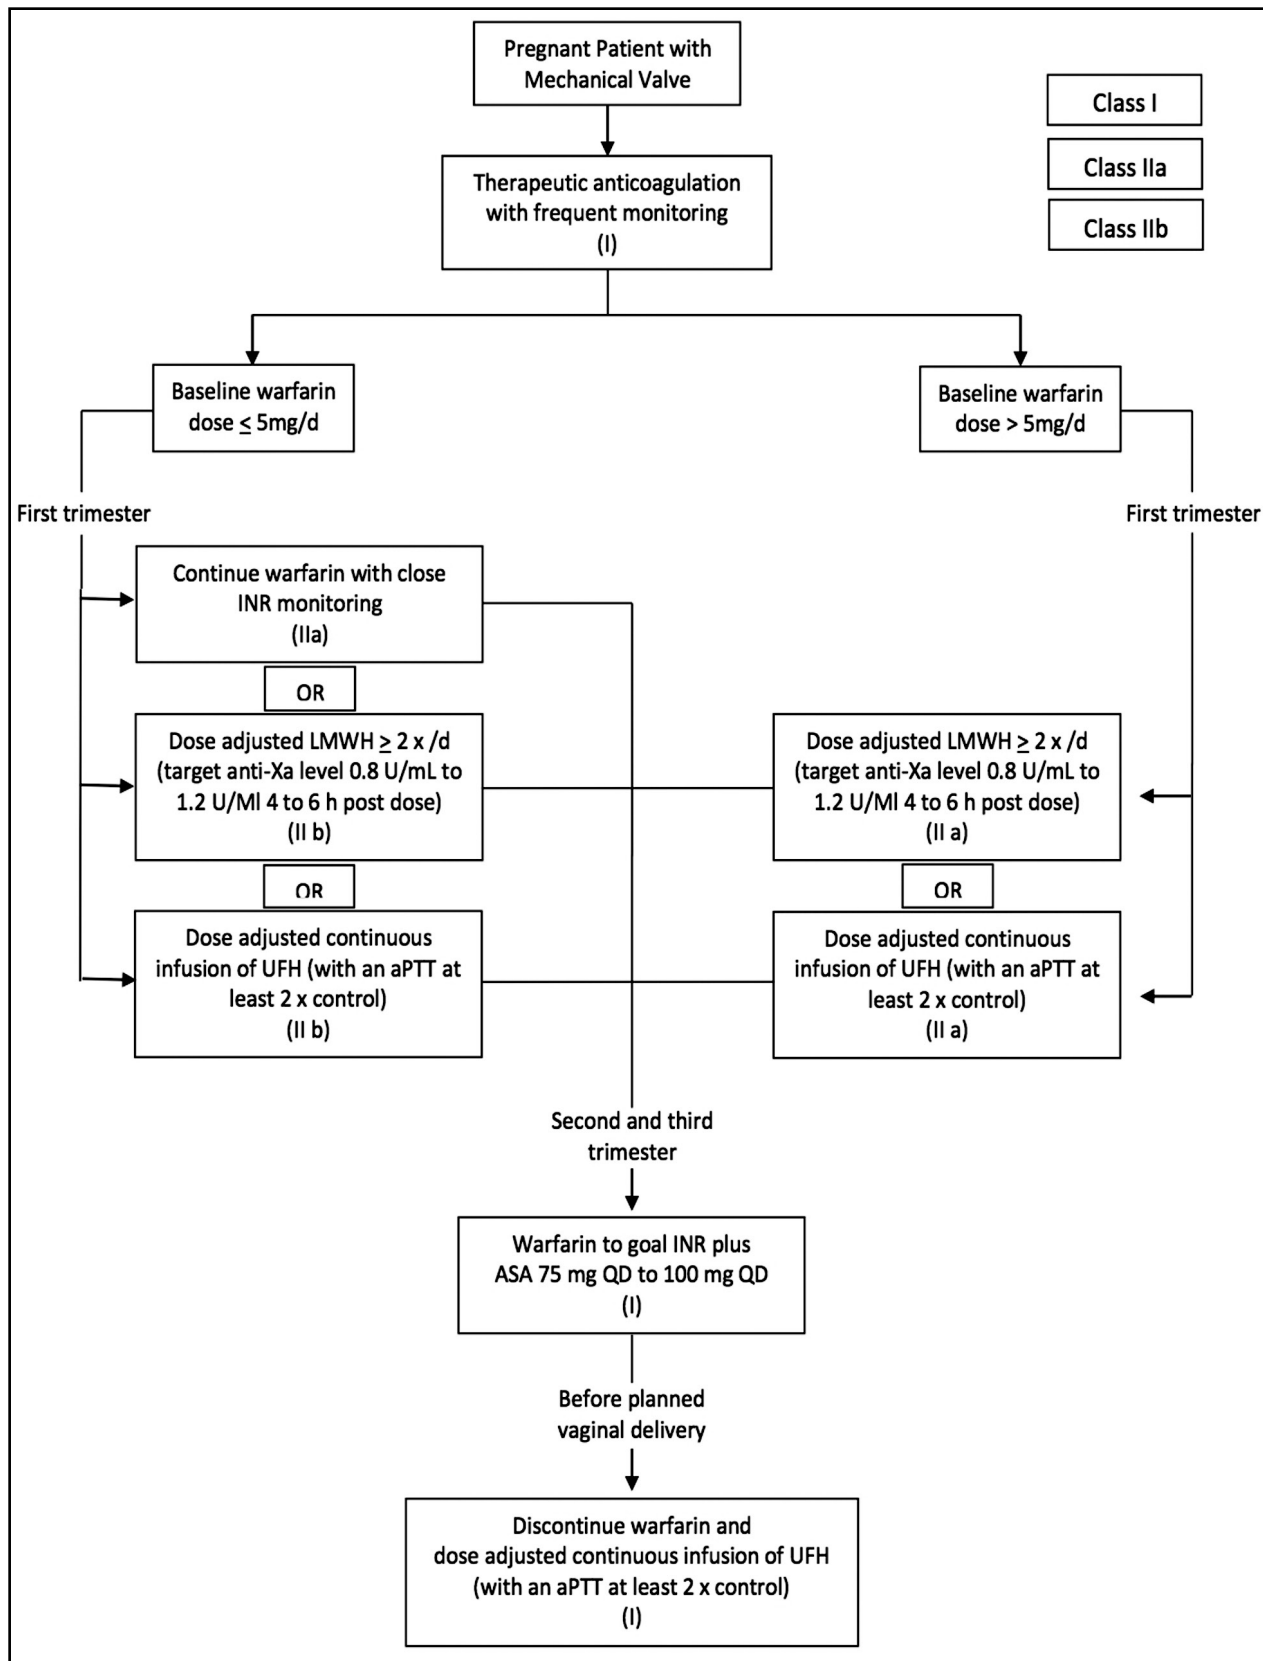 Pregnant Patient with
Mechanical Valve
Class I
Class IIa
Class IIb
Therapeutic anticoagulation
with frequent monitoring
(I)
Baseline warfarin
dose ≤ 5mg/d
Baseline warfarin
dose > 5mg/d
First trimester
First trimester
Continue warfarin with close
INR monitoring
(IIa)
OR
Dose adjusted LMWH ≥ 2 x /d
(target anti-Xa level 0.8 U/mL to
1.2 U/Ml 4 to 6 h post dose)
(II b)
Dose adjusted LMWH ≥ 2 x /d
(target anti-Xa level 0.8 U/mL to
1.2 U/Ml 4 to 6 h post dose)
(II a)
OR
OR
Dose adjusted continuous
infusion of UFH (with an aPTT at
least 2 x control)
(II b)
Dose adjusted continuous
infusion of UFH (with an aPTT at
least 2 x control)
(II a)
Second and third
trimester
Warfarin to goal INR plus
ASA 75 mg QD to 100 mg QD
(I)
Before planned
vaginal delivery
Discontinue warfarin and
dose adjusted continuous infusion of UFH
(with an aPTT at least 2 x control)
(I)